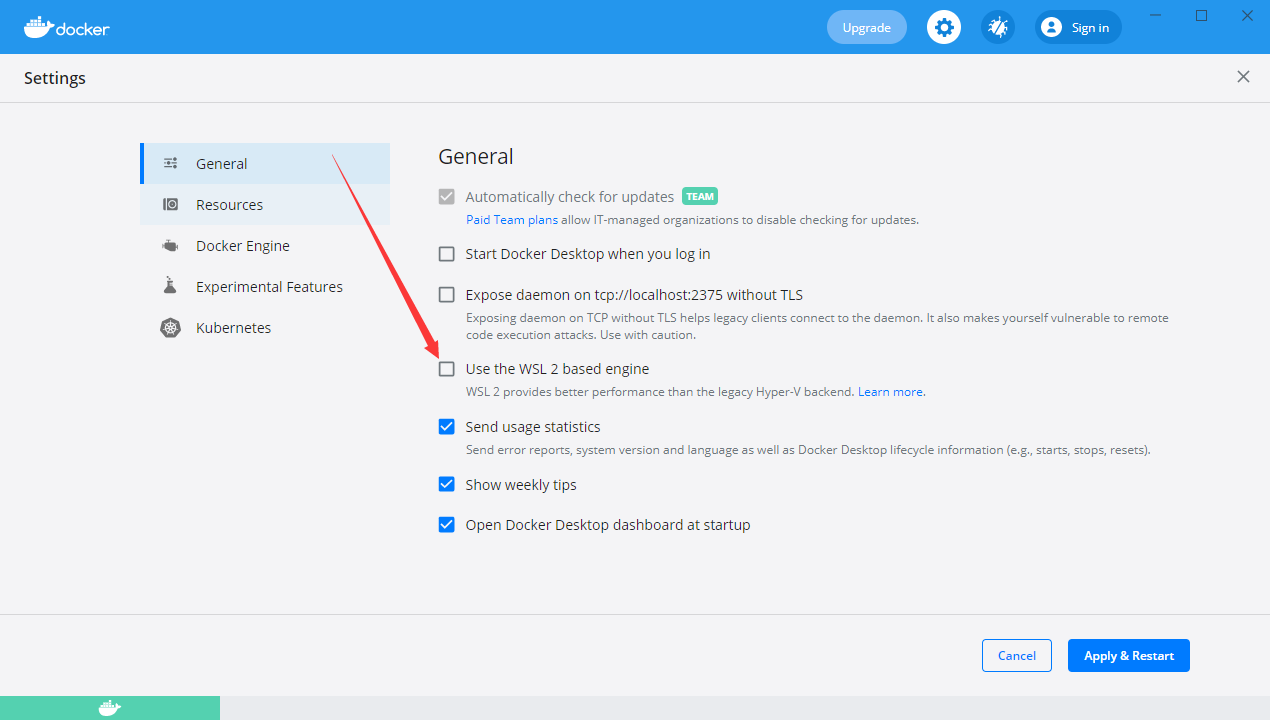 docker
Upgrade
Sign in
Settings
General
Resources
Docker Engine
Experimental Features
Kubernetes
General
Automatically check for updates TEAM
Paid Team plans allow IT-managed organizations to disable checking for updates.
Start Docker Desktop when you log in
Expose daemon on tcp://localhost:2375 without TLS
Exposing daemon on TCP without TLS helps legacy clients connect to the daemon. It also makes yourself vulnerable to remote
code execution attacks. Use with caution.
Use the WSL 2 based engine
WSL 2 provides better performance than the legacy Hyper-V backend. Learn more.
Send usage statistics
Send error reports, system version and language as well as Docker Desktop lifecycle information (e.g., starts, stops, resets).
Show weekly tips
Open Docker Desktop dashboard at startup
Cancel
Apply & Restart